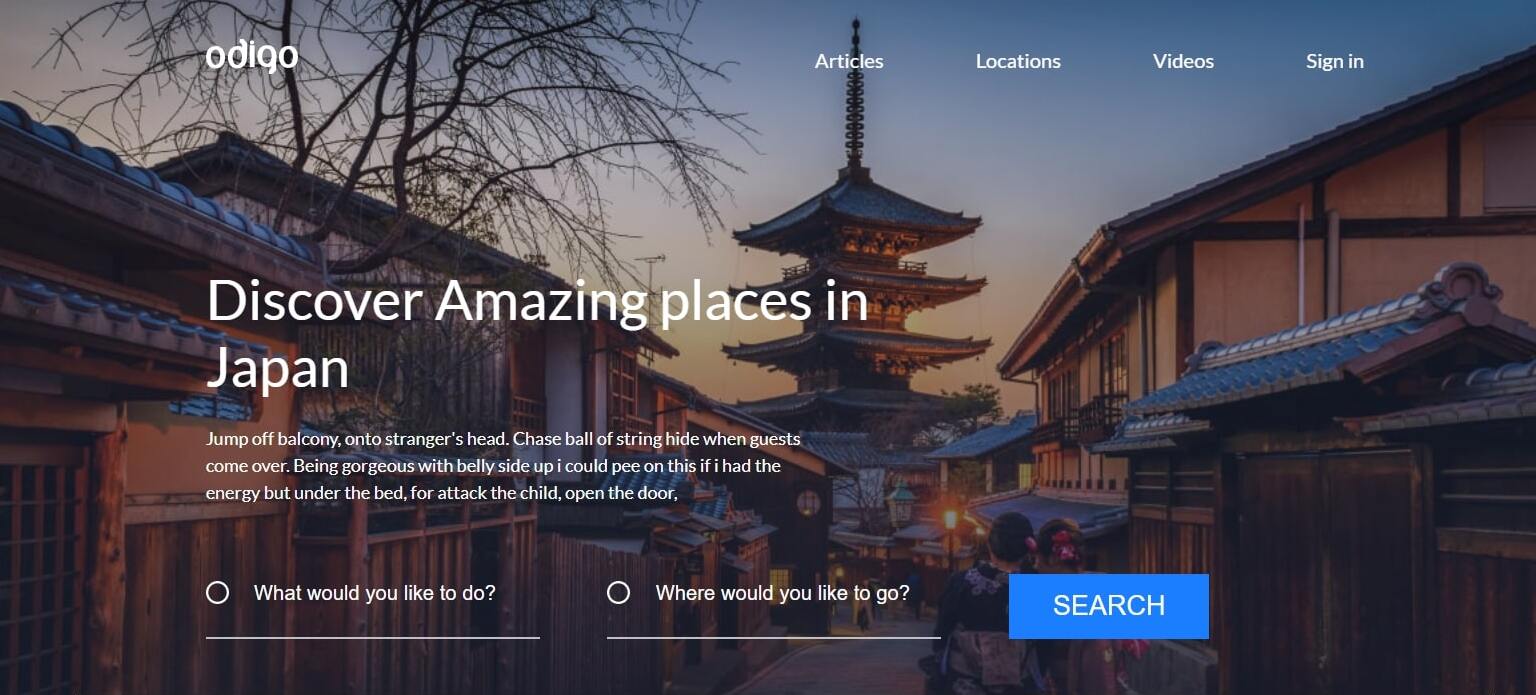 odigo
Articles Locations Videos Sign in
Discover Amazing places in
Japan
Jump off balcony, onto stranger's head. Chase ball of string hide when guests
come over. Being gorgeous with belly side up i could pee on this if i had the
energy but under the bed, for attack the child, open the door,
What would you like to do? Where would you like to go? SEARCH